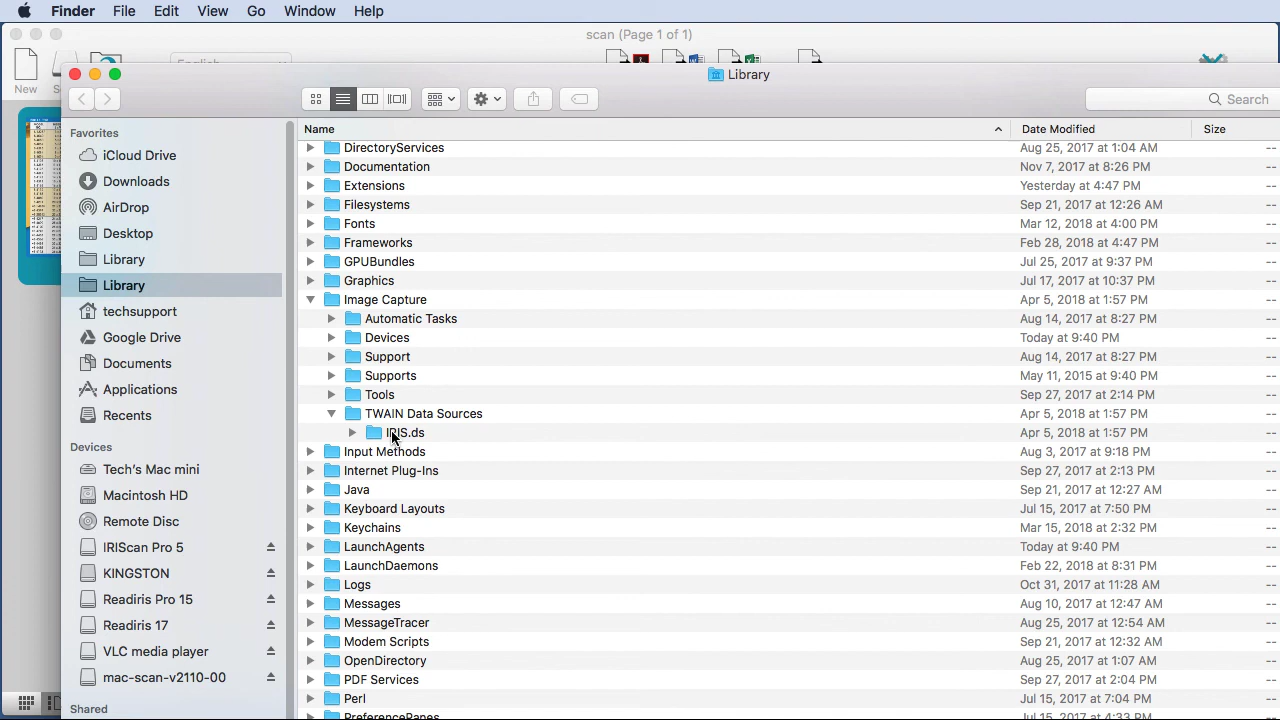 Finder File Edit View Go Window Help
scan (Page 1 of 1)
English
New
Library
Search
Favorites
iCloud Drive
Downloads
AirDrop
Desktop
Library
Library
techsupport
Google Drive
Documents
Applications
Recents
Devices
Tech's Mac mini
Macintosh HD
Remote Disc
IRIScan Pro 5
KINGSTON
Readiris Pro 15
Readiris 17
VLC media player
mac-scan-v2110-00
Shared
Name Date Modified Size
DirectoryServices Aug 25, 2017 at 1:04 AM --
Documentation Nov 7, 2017 at 8:26 PM --
Extensions Yesterday at 4:47 PM --
Filesystems Sep 21, 2017 at 12:26 AM --
Fonts Mar 12, 2018 at 4:00 PM --
Frameworks Feb 28, 2018 at 4:47 PM --
GPUBundles Jul 25, 2017 at 9:37 PM --
Graphics Jul 17, 2017 at 10:37 PM --
Image Capture Apr 5, 2018 at 1:57 PM --
Automatic Tasks Aug 14, 2017 at 8:27 PM --
Devices Today at 9:40 PM --
Support Aug 14, 2017 at 8:27 PM --
Supports May 11, 2015 at 9:40 PM --
Tools Sep 27, 2017 at 2:14 PM --
TWAIN Data Sources Apr 5, 2018 at 1:57 PM --
IRIS.ds Apr 5, 2018 at 1:57 PM --
Input Methods Aug 3, 2017 at 9:18 PM --
Internet Plug-Ins Sep 27, 2017 at 2:13 PM --
Java Sep 21, 2017 at 12:27 AM --
Keyboard Layouts Jul 15, 2017 at 7:50 PM --
Keychains Mar 15, 2018 at 2:32 PM --
LaunchAgents Today at 9:40 PM --
LaunchDaemons Feb 22, 2018 at 8:31 PM --
Logs Oct 31, 2017 at 11:28 AM --
Messages Aug 10, 2017 at 12:47 AM --
MessageTracer Aug 25, 2017 at 12:54 AM --
Modem Scripts Sep 21, 2017 at 12:32 AM --
OpenDirectory Aug 25, 2017 at 1:07 AM --
PDF Services Sep 27, 2017 at 2:04 PM --
Perl Jul 15, 2017 at 7:04 PM --
PreferencePanes Jul 15, 2017 at 4:33 PM --